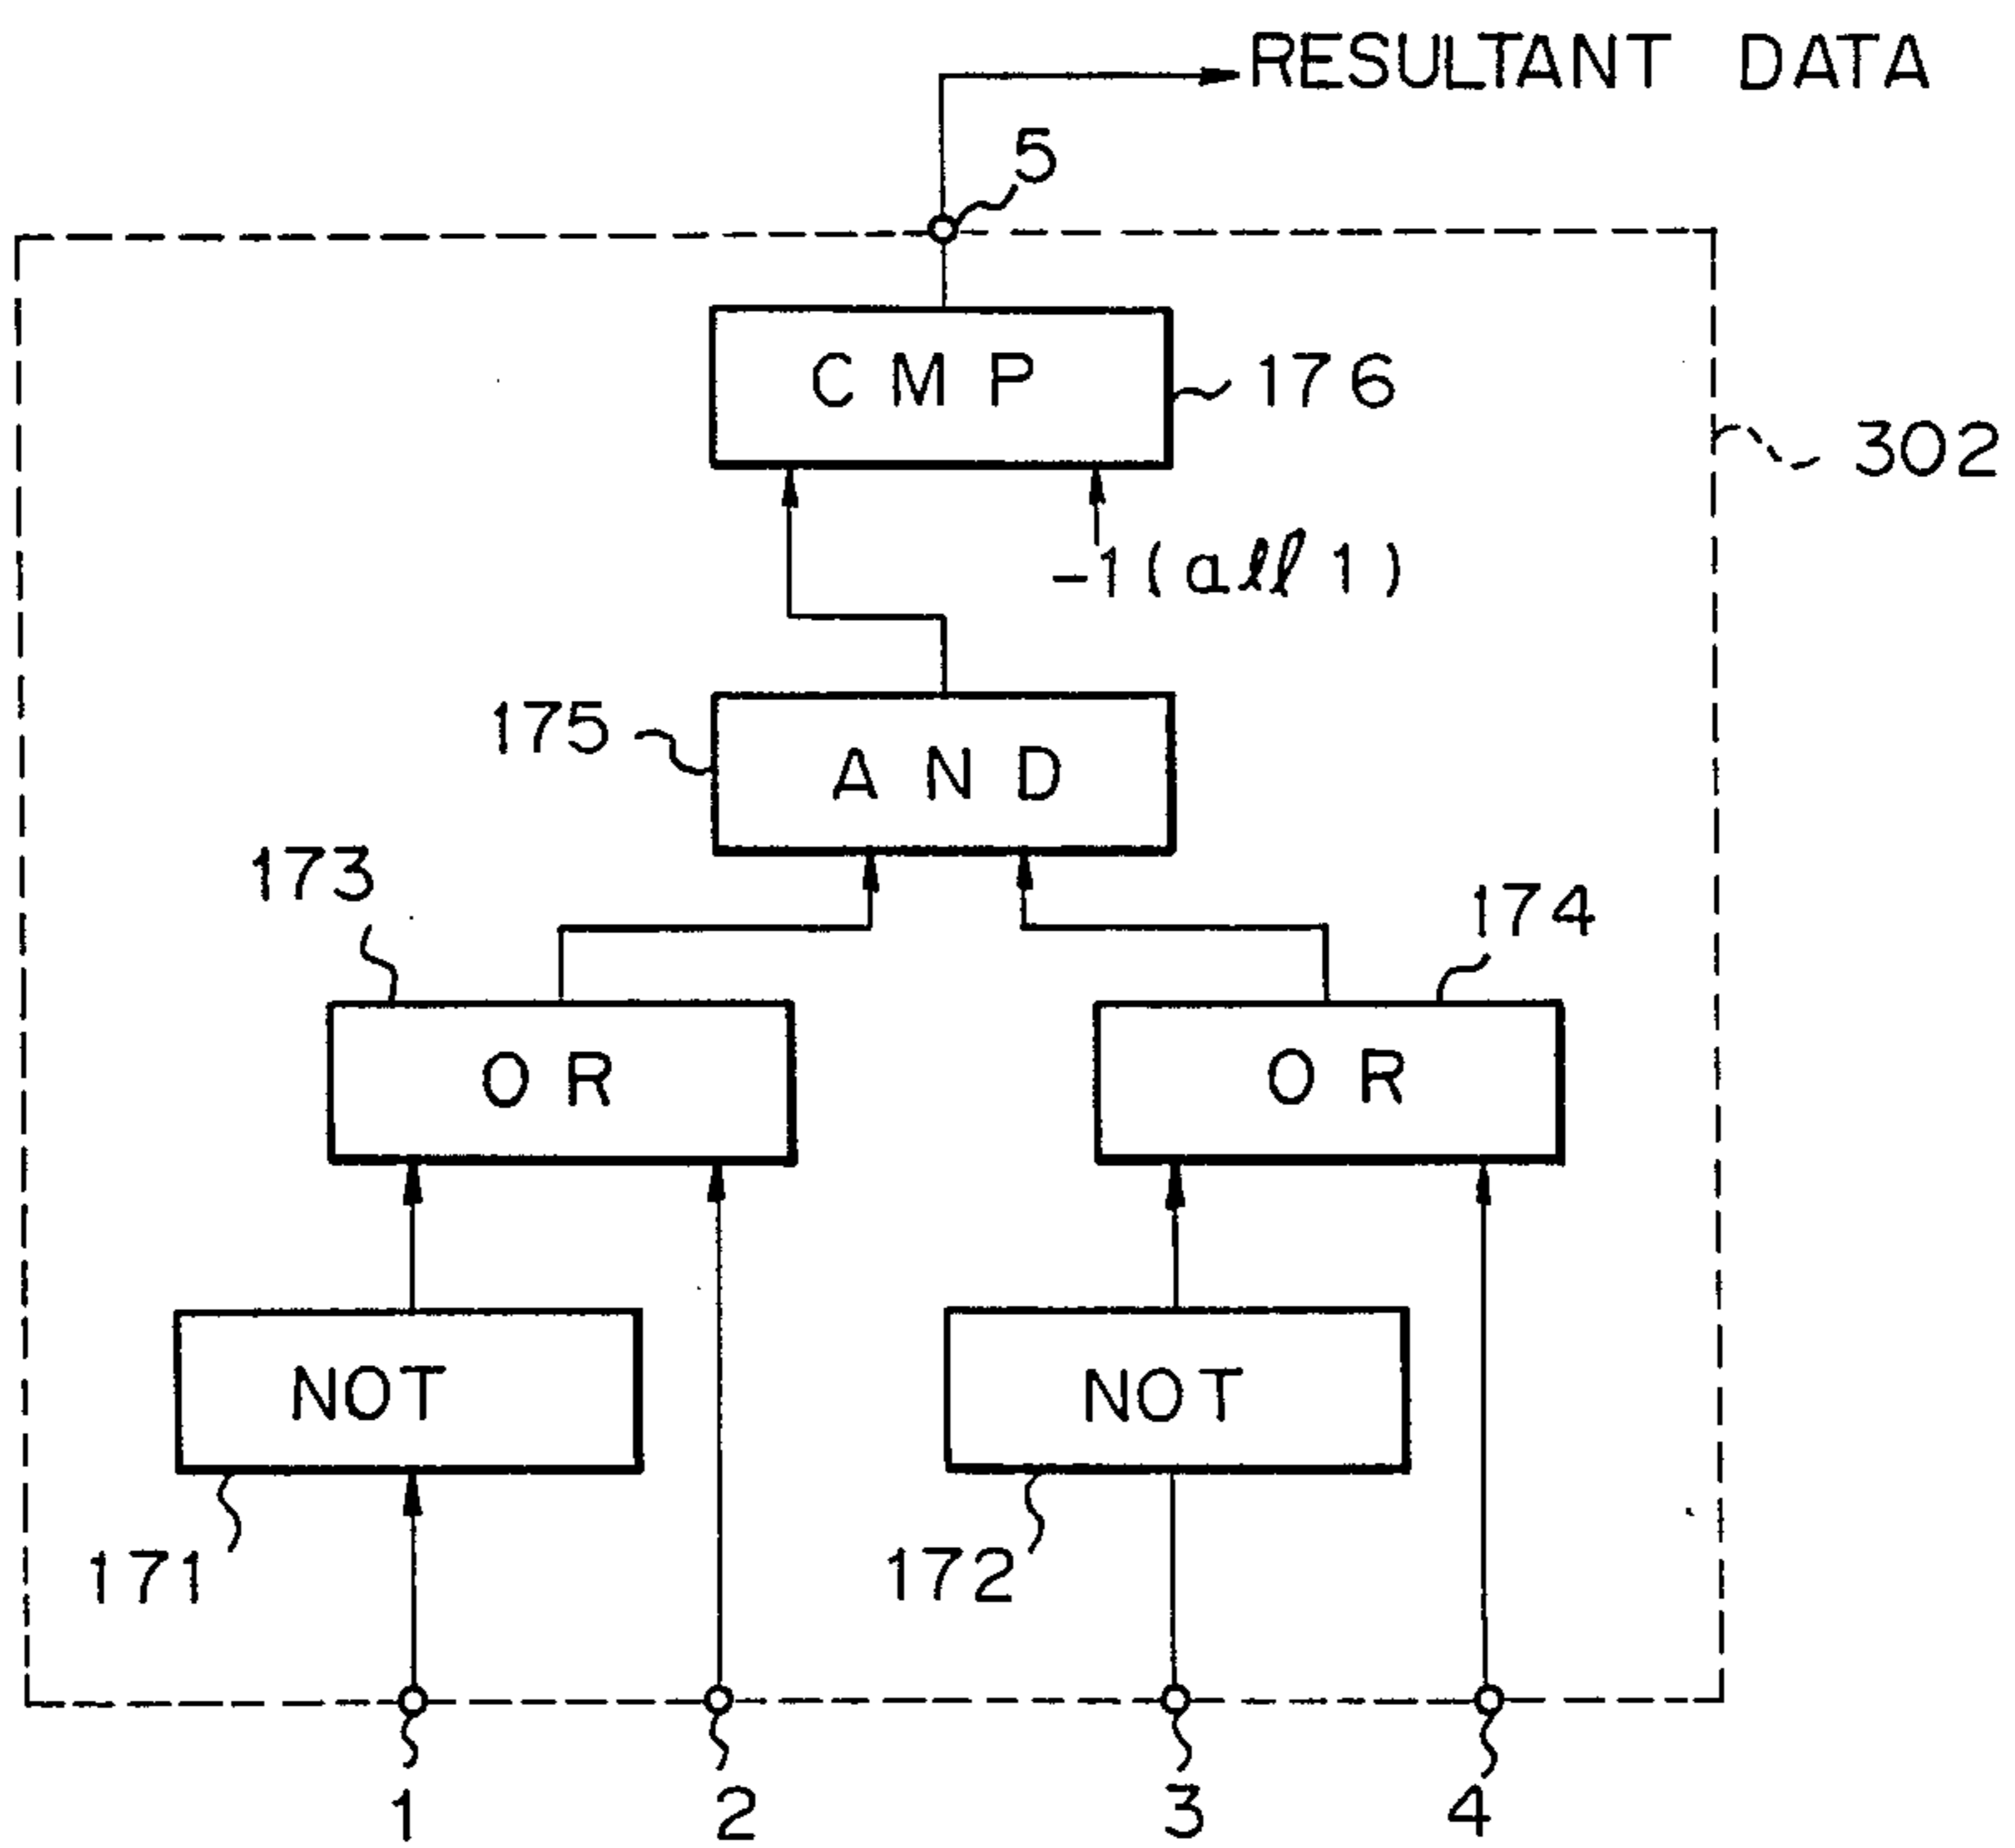 RESULTANT DATA
5
CMP
176
302
-1(all 1)
175
AND
173
174
OR
OR
NOT
NOT
171
172
1
2
3
4